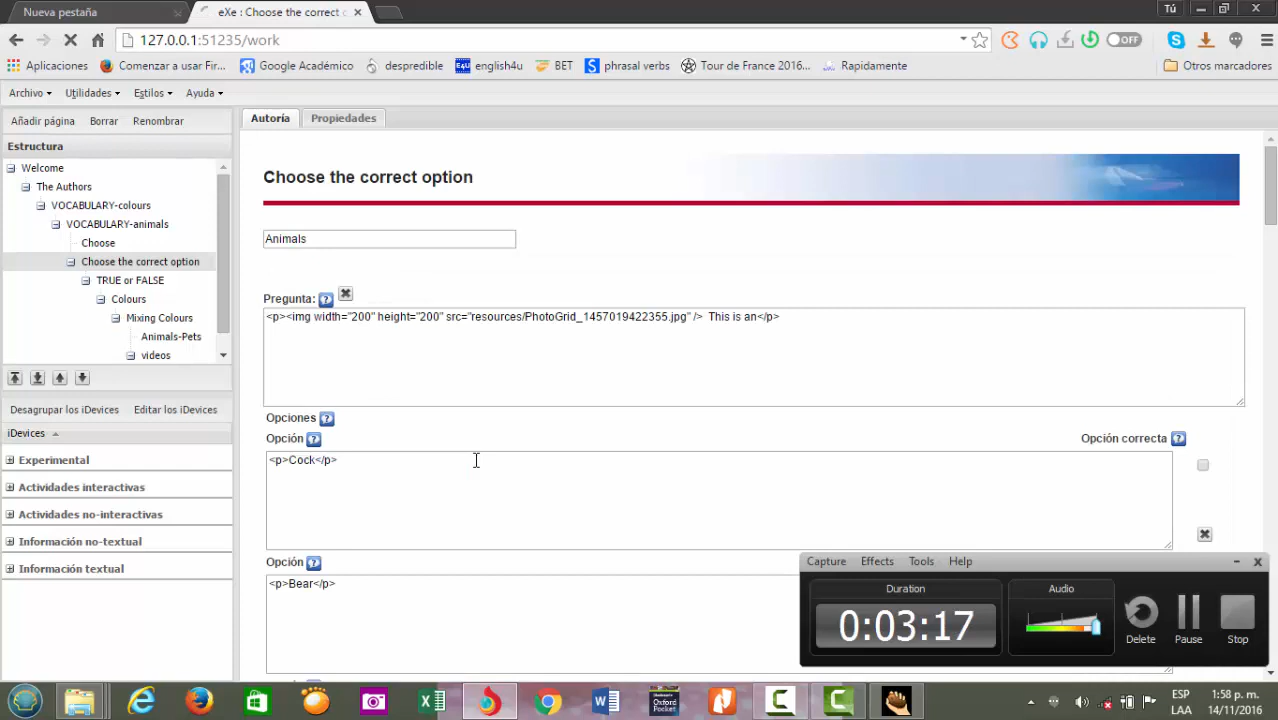 Nueva pestaña
eXe : Choose the correct c
Tú
127.0.0.1:51235/work
OFF
Aplicaciones
Comenzar a usar Fir...
Google Académico
despredible
english4u
BET
phrasal verbs
Tour de France 2016...
Rapidamente
Otros marcadores
Archivo
Utilidades
Estilos
Ayuda
Añadir página
Borrar
Renombrar
Autoría
Propiedades
Estructura
Welcome
The Authors
VOCABULARY-colours
VOCABULARY-animals
Choose
Choose the correct option
TRUE or FALSE
Colours
Mixing Colours
Animals-Pets
videos
Desagrupar los iDevices
Editar los iDevices
iDevices
Experimental
Actividades interactivas
Actividades no-interactivas
Información no-textual
Información textual
Choose the correct option
Animals
Pregunta:
<p><img width="200" height="200" src="resources/PhotoGrid_1457019422355.jpg" /> This is an</p>
Opciones
Opción
Opción correcta
<p>Cock</p>
Opción
<p>Bear</p>
Capture
Effects
Tools
Help
Duration
0:03:17
Audio
Delete
Pause
Stop
ESP
LAA
1:58 p. m.
14/11/2016